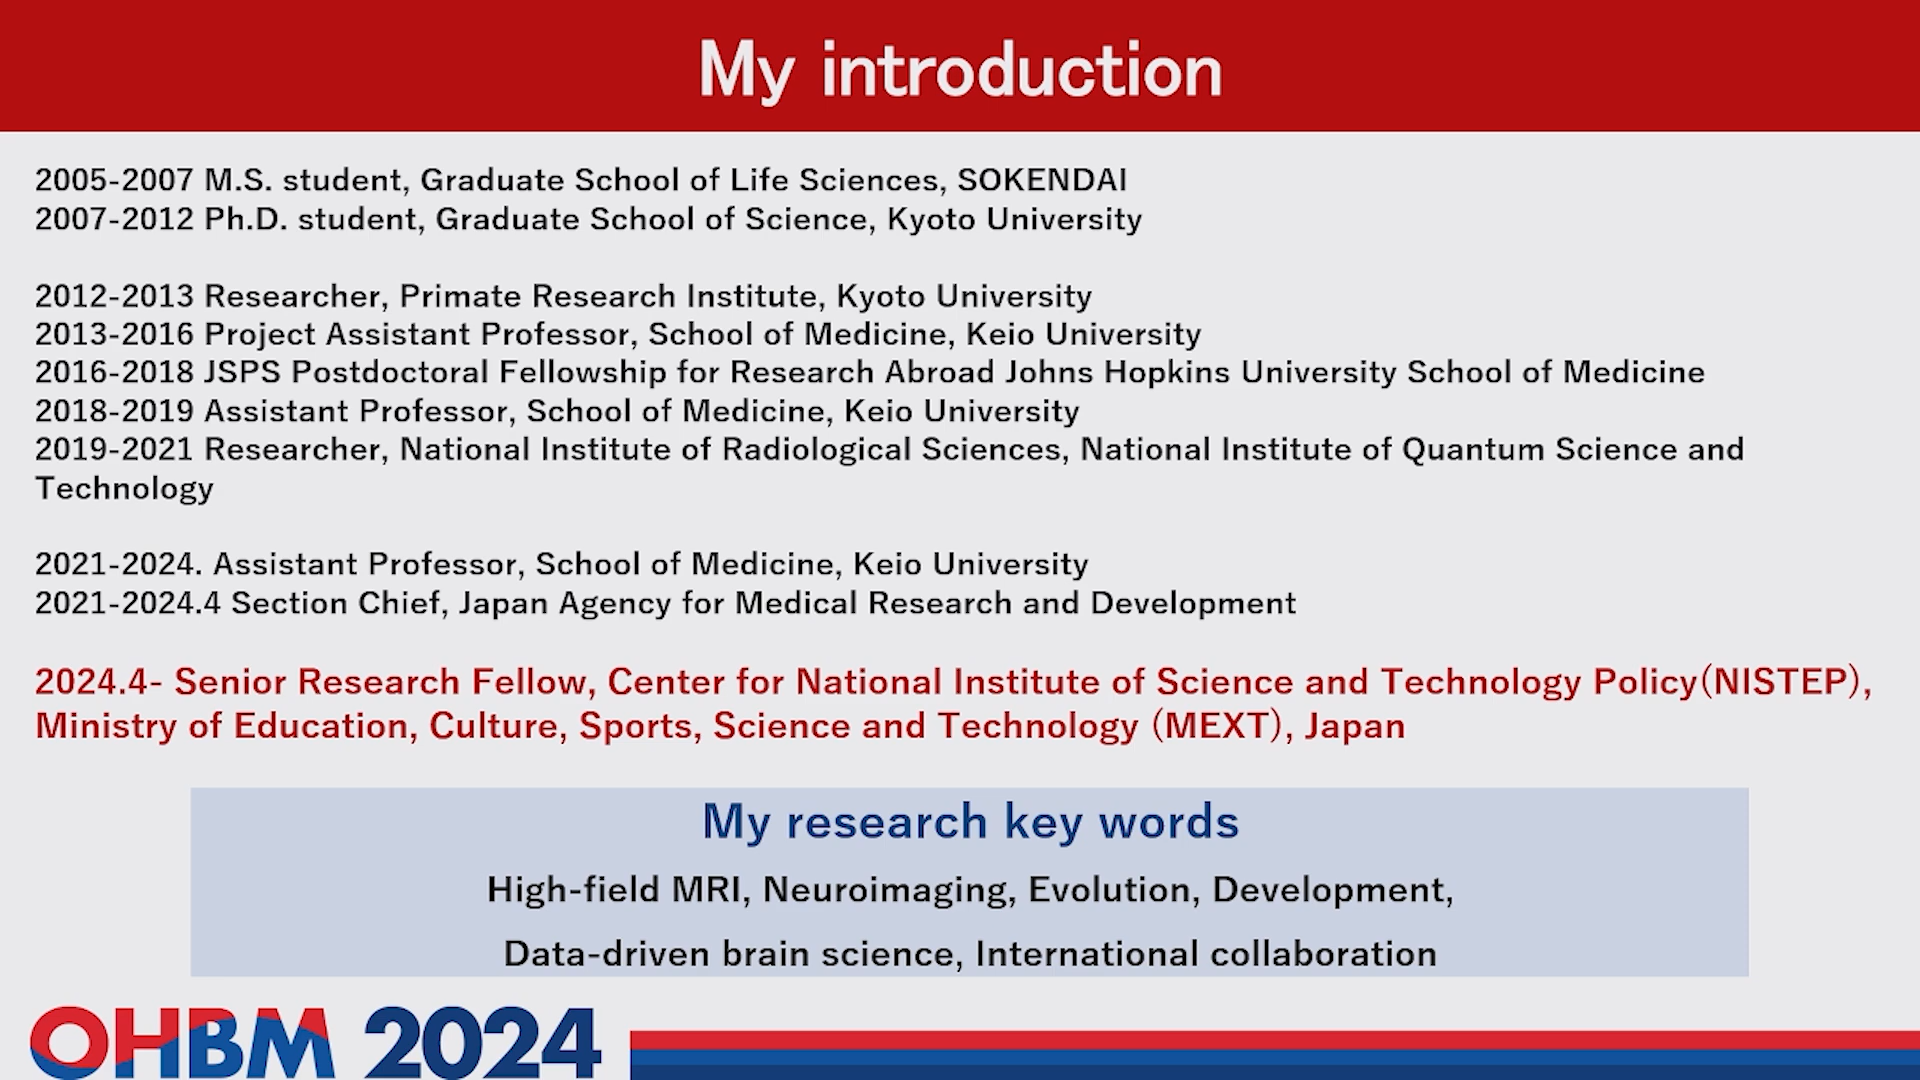 My introduction
2005-2007 M.S. student, Graduate School of Life Sciences, SOKENDAI
2007-2012 Ph.D. student, Graduate School of Science, Kyoto University
2012-2013 Researcher, Primate Research Institute, Kyoto University
2013-2016 Project Assistant Professor, School of Medicine, Keio University
2016-2018 JSPS Postdoctoral Fellowship for Research Abroad Johns Hopkins University School of Medicine
2018-2019 Assistant Professor, School of Medicine, Keio University
2019-2021 Researcher, National Institute of Radiological Sciences, National Institute of Quantum Science and
Technology
2021-2024. Assistant Professor, School of Medicine, Keio University
2021-2024.4 Section Chief, Japan Agency for Medical Research and Development
2024.4- Senior Research Fellow, Center for National Institute of Science and Technology Policy(NISTEP),
Ministry of Education, Culture, Sports, Science and Technology (MEXT), Japan
My research key words
High-field MRI, Neuroimaging, Evolution, Development,
Data-driven brain science, International collaboration
OHBM 2024